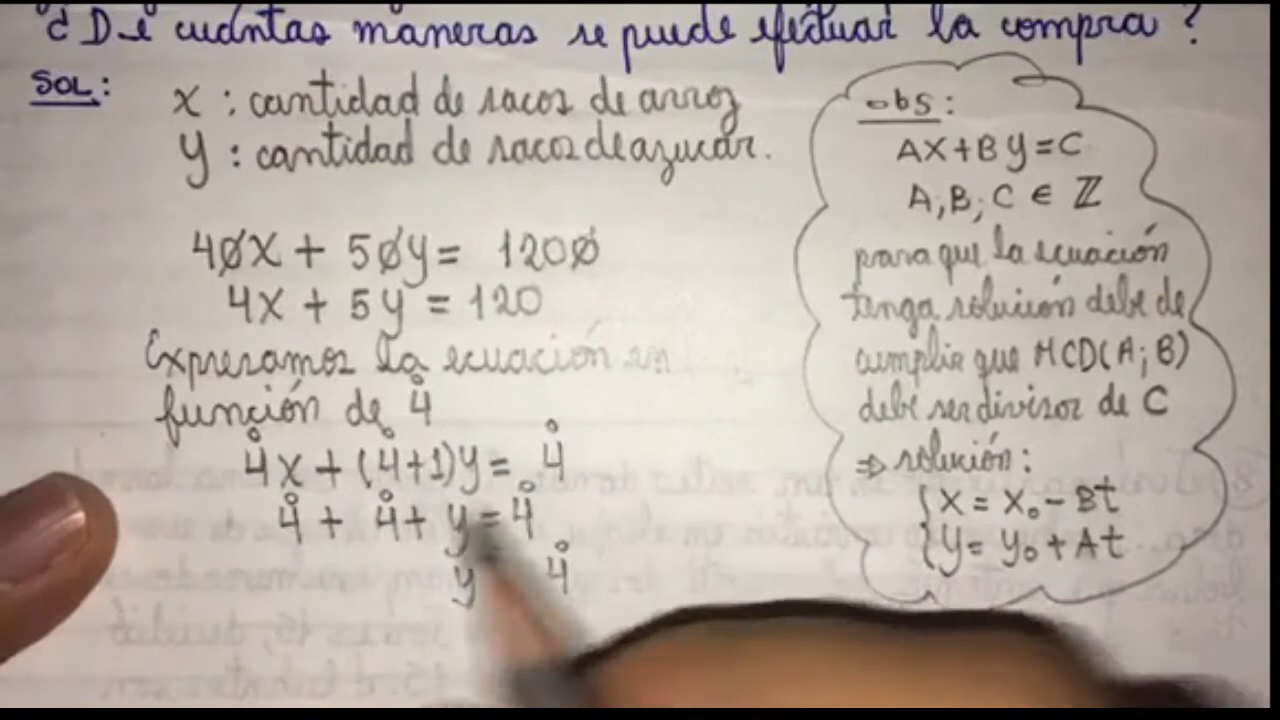 ¿De cuántas maneras se puede efectuar la compra?
SOL:
x : cantidad de sacos de arroz
y : cantidad de sacos de azucar.
40x + 50y = 1200
4x + 5y = 120
Expresamos la ecuación en
función de 4̊
4̊x + (4̊+1)y = 4̊
4̊ + 4̊ + y = 4̊
y 4̊
obs:
AX+BY=C
A;B;C ∈ ℤ
para que la ecuación
tenga solución debe de
cumplir que MCD(A;B)
debe ser divisor de C
⇒ solución:
{x = x₀ - Bt
{y = y₀ + At